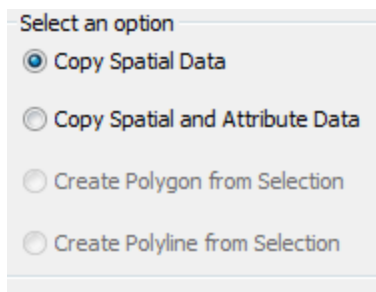 Select an option
Copy Spatial Data
Copy Spatial and Attribute Data
Create Polygon from Selection
Create Polyline from Selection